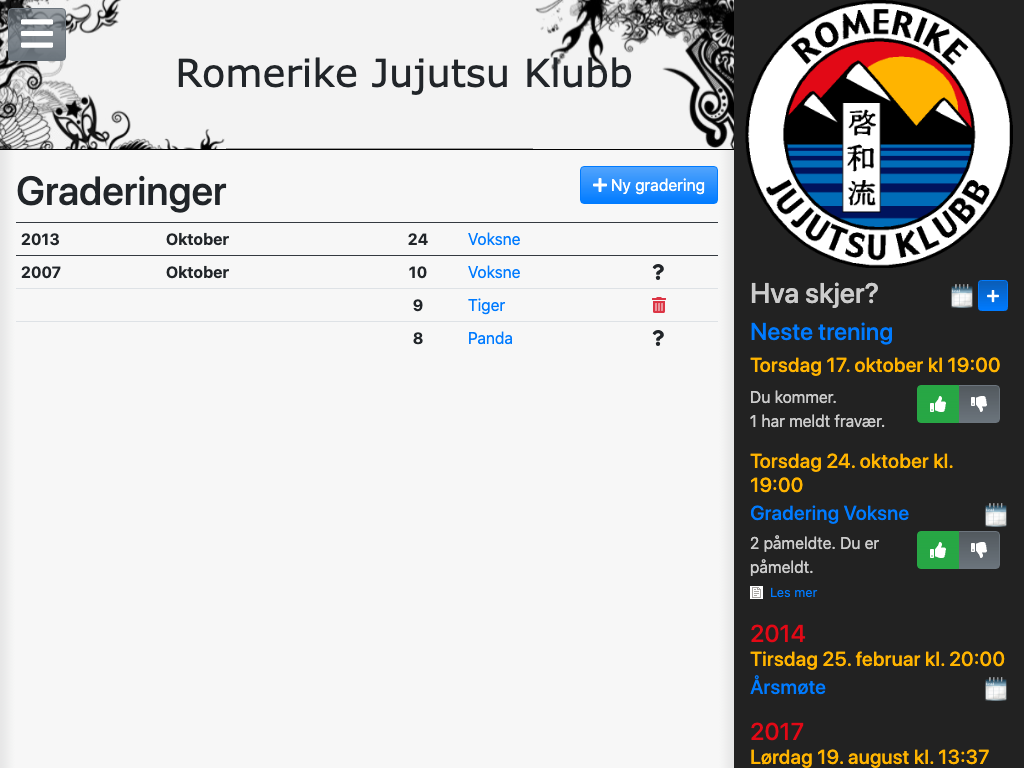 Romerike Jujutsu Klubb
Graderinger
+ Ny gradering
2013 Oktober 24 Voksne
2007 Oktober 10 Voksne ?
9 Tiger
8 Panda ?
ROMERIKE
啓和流
JUJUTSU KLUBB
Hva skjer?
+
Neste trening
Torsdag 17. oktober kl 19:00
Du kommer.
1 har meldt fravær.
Torsdag 24. oktober kl.
19:00
Gradering Voksne
2 påmeldte. Du er
påmeldt.
Les mer
2014
Tirsdag 25. februar kl. 20:00
Årsmøte
2017
Lørdag 19. august kl. 13:37